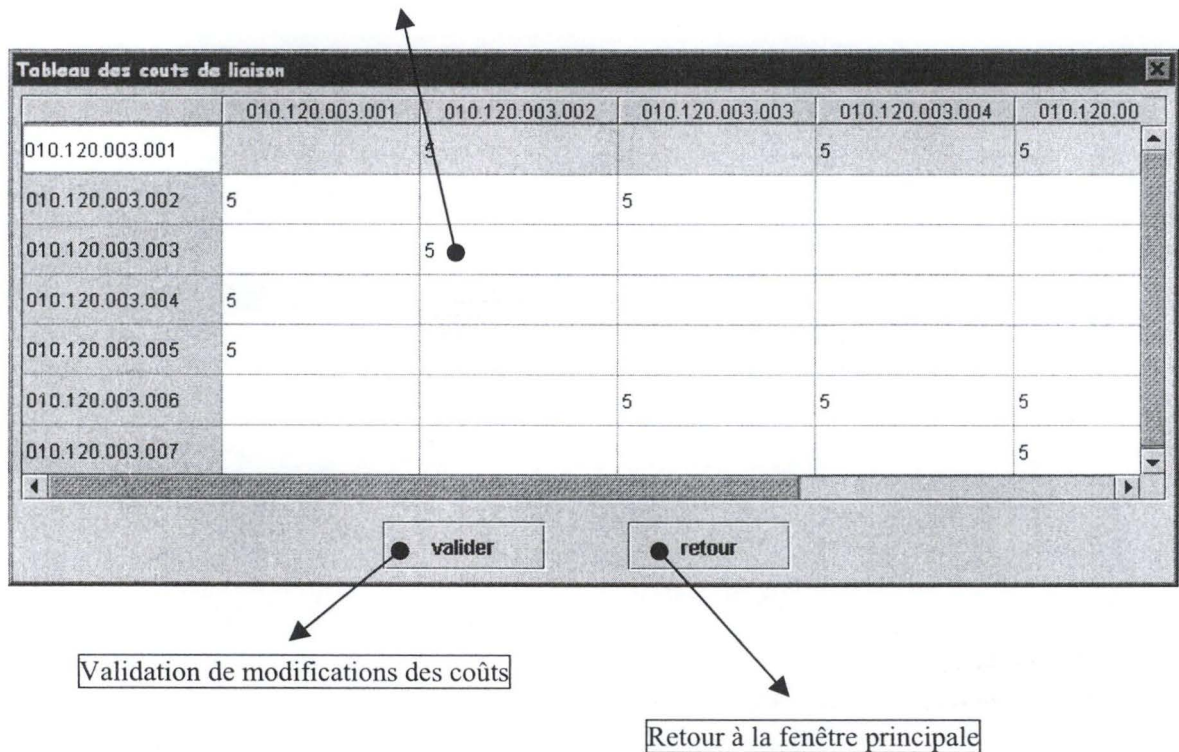 Tableau des couts de liaison
010.120.003.001 010.120.003.002 010.120.003.003 010.120.003.004 010.120.00
010.120.003.001 5 5 5
010.120.003.002 5 5
010.120.003.003 5
010.120.003.004 5
010.120.003.005 5
010.120.003.006 5 5 5
010.120.003.007 5
valider retour
Validation de modifications des coûts
Retour à la fenêtre principale